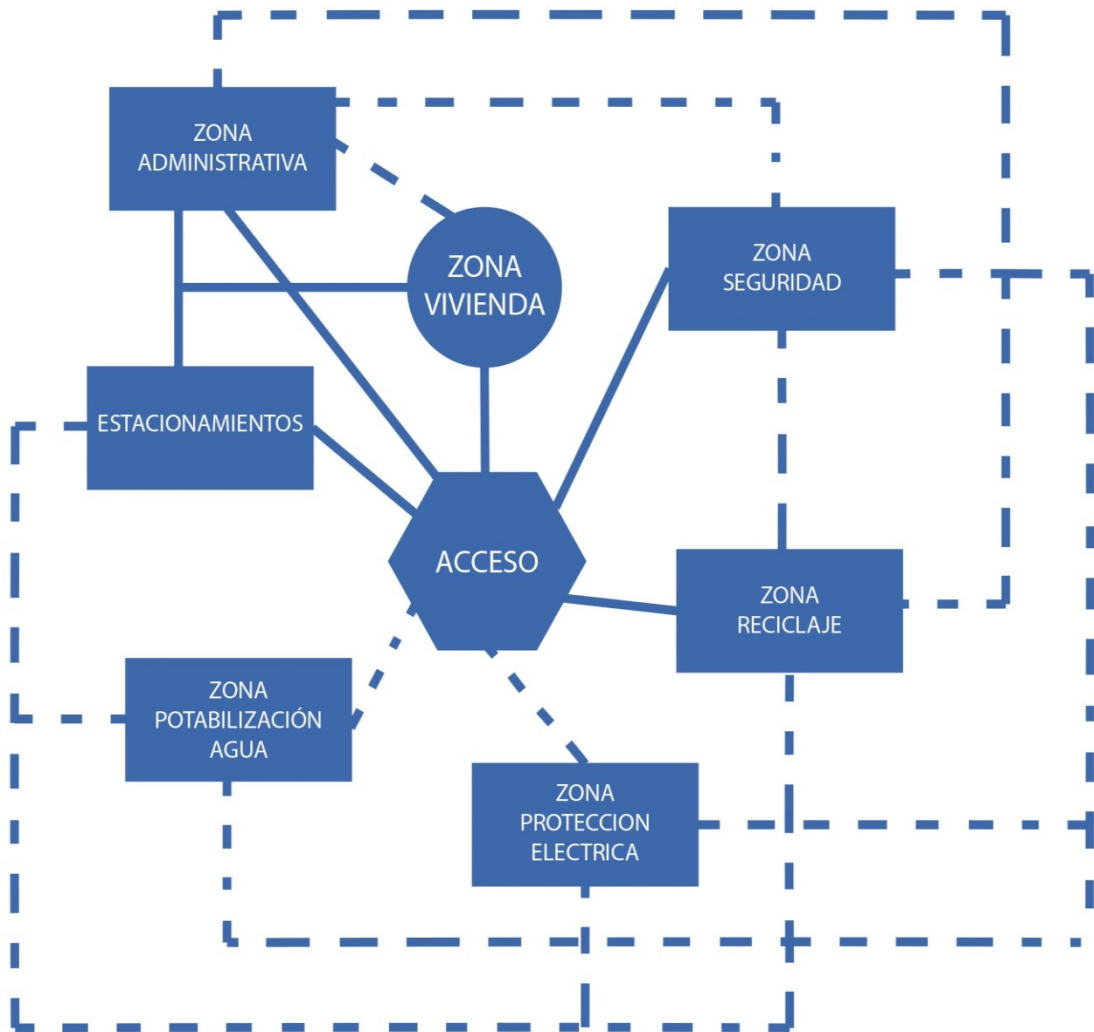 ZONA
ADMINISTRATIVA
ZONA
VIVIENDA
ZONA
SEGURIDAD
ESTACIONAMIENTOS
ACCESO
ZONA
RECICLAJE
ZONA
POTABILIZACIÓN
AGUA
ZONA
PROTECCION
ELECTRICA